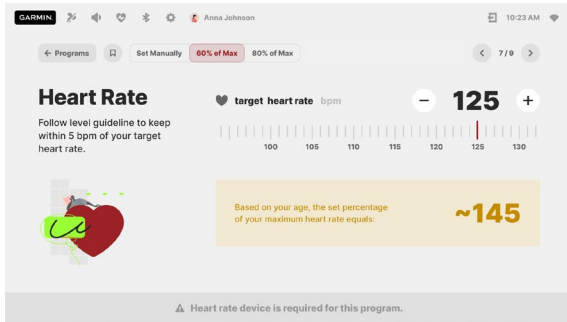 GARMIN. Anna Johnson 10:23 AM
← Programs Set Manually 60% of Max 80% of Max 7/9
Heart Rate
Follow level guideline to keep
within 5 bpm of your target
heart rate.
target heart rate bpm
− 125 +
100 105 110 115 120 125 130
Based on your age, the set percentage
of your maximum heart rate equals:
~145
Heart rate device is required for this program.